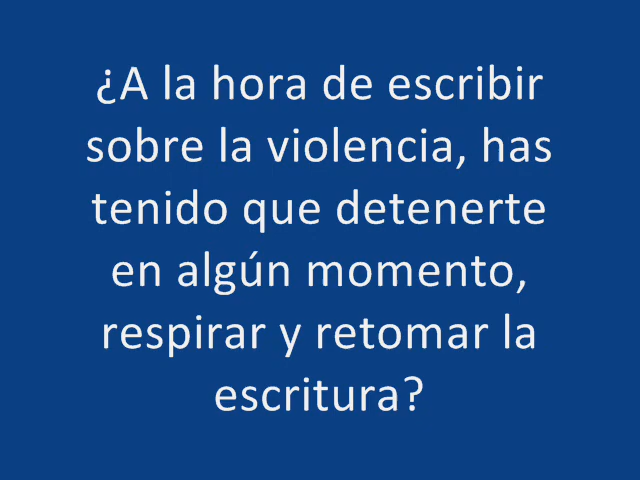 ¿A la hora de escribir
sobre la violencia, has
tenido que detenerte
en algún momento,
respirar y retomar la
escritura?